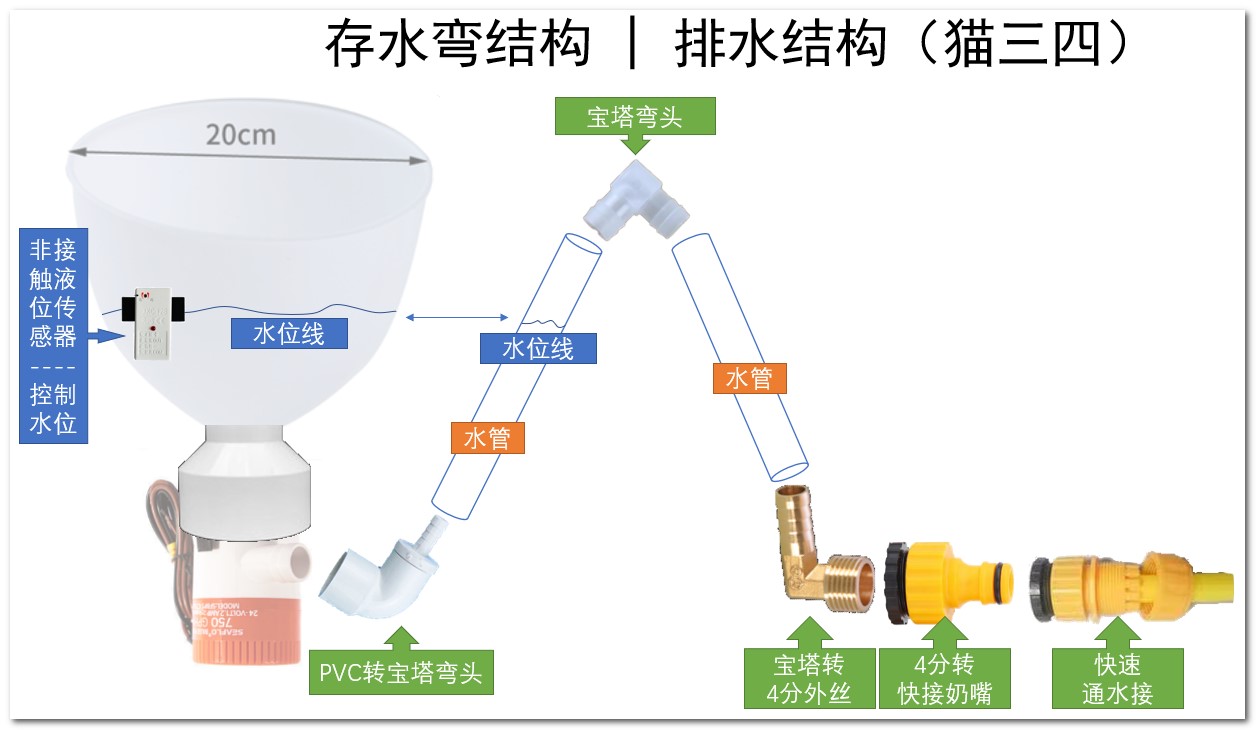 存水弯结构 | 排水结构（猫三四）
宝塔弯头
20cm
非接
触液
位传
感器
----
控制
水位
水位线
水位线
水管
水管
24-VOLT
750
SEAFLO
PVC转宝塔弯头
宝塔转
4分外丝
4分转
快接奶嘴
快速
通水接